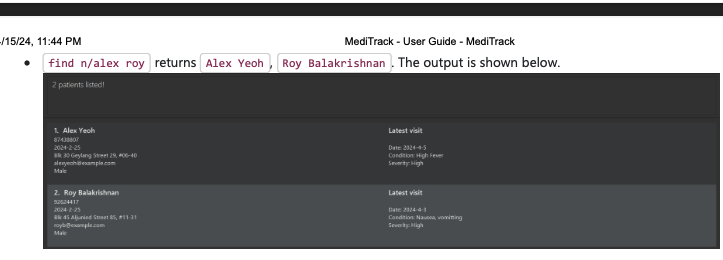 /15/24, 11:44 PM MediTrack - User Guide - MediTrack
find n/alex roy returns Alex Yeoh, Roy Balakrishnan. The output is shown below.
2 patients listed!
1. Alex Yeoh Latest visit
87438807
2024-2-25 Date: 2024-4-5
Blk 30 Geylang Street 29, #06-40 Condition: High Fever
alexyeoh@example.com Severity: High
Male
2. Roy Balakrishnan Latest visit
92624417
2024-2-25 Date: 2024-4-3
Blk 45 Aljunied Street 85, #11-31 Condition: Nausea, vomitting
royb@example.com Severity: High
Male